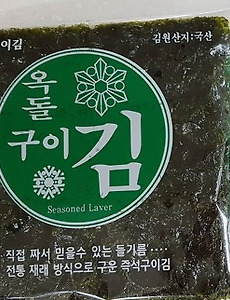 이김
김원산지:국산
옥돌
구이김
Seasoned Laver
직접 짜서 믿을수 있는 들기름····
전통 재래 방식으로 구운 즉석구이김